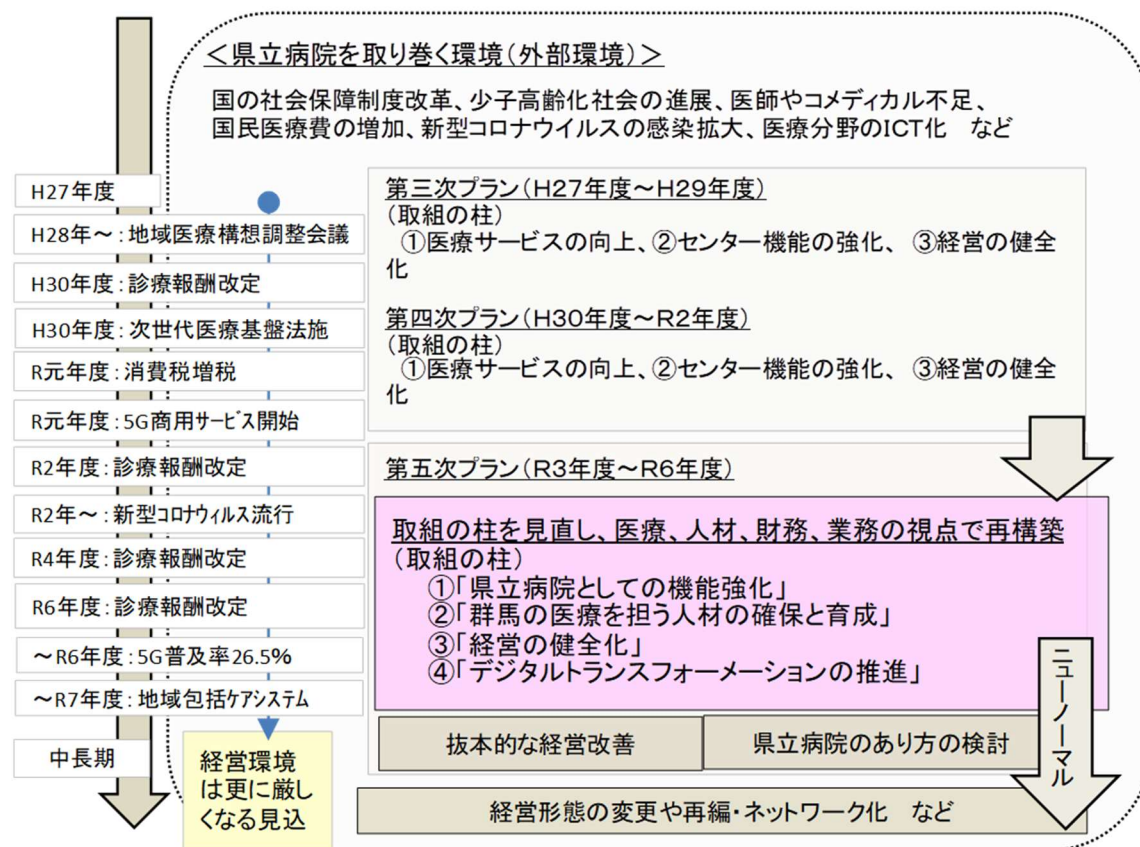 ＜県立病院を取り巻く環境（外部環境）＞
国の社会保障制度改革、少子高齢化社会の進展、医師やコメディカル不足、
国民医療費の増加、新型コロナウイルスの感染拡大、医療分野のICT化　など
H27年度
H28年～：地域医療構想調整会議
H30年度：診療報酬改定
H30年度：次世代医療基盤法施
R元年度：消費税増税
R元年度：5G商用サービス開始
R2年度：診療報酬改定
R2年～：新型コロナウィルス流行
R4年度：診療報酬改定
R6年度：診療報酬改定
～R6年度：5G普及率26.5%
～R7年度：地域包括ケアシステム
中長期
経営環境
は更に厳し
くなる見込
第三次プラン（H27年度～H29年度）
（取組の柱）
①医療サービスの向上、②センター機能の強化、 ③経営の健全
化
第四次プラン（H30年度～R2年度）
（取組の柱）
①医療サービスの向上、②センター機能の強化、 ③経営の健全
化
第五次プラン（R3年度～R6年度）
取組の柱を見直し、医療、人材、財務、業務の視点で再構築
（取組の柱）
①「県立病院としての機能強化」
②「群馬の医療を担う人材の確保と育成」
③「経営の健全化」
④「デジタルトランスフォーメーションの推進」
ニューノーマル
抜本的な経営改善
県立病院のあり方の検討
経営形態の変更や再編・ネットワーク化　など